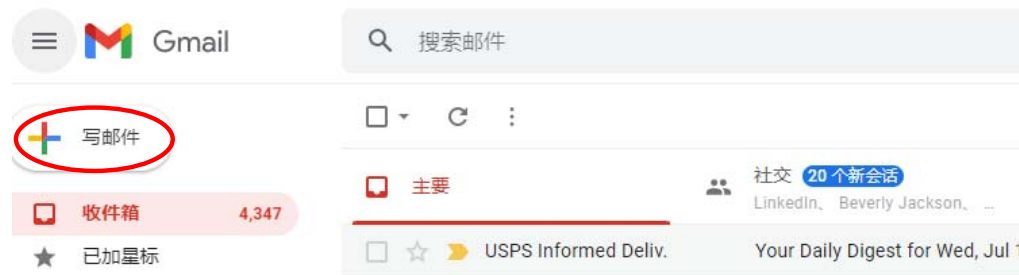 Gmail
搜索邮件
写邮件
主要
社交 20 个新会话
LinkedIn、 Beverly Jackson、 ...
收件箱 4,347
USPS Informed Deliv.
Your Daily Digest for Wed, Jul
已加星标